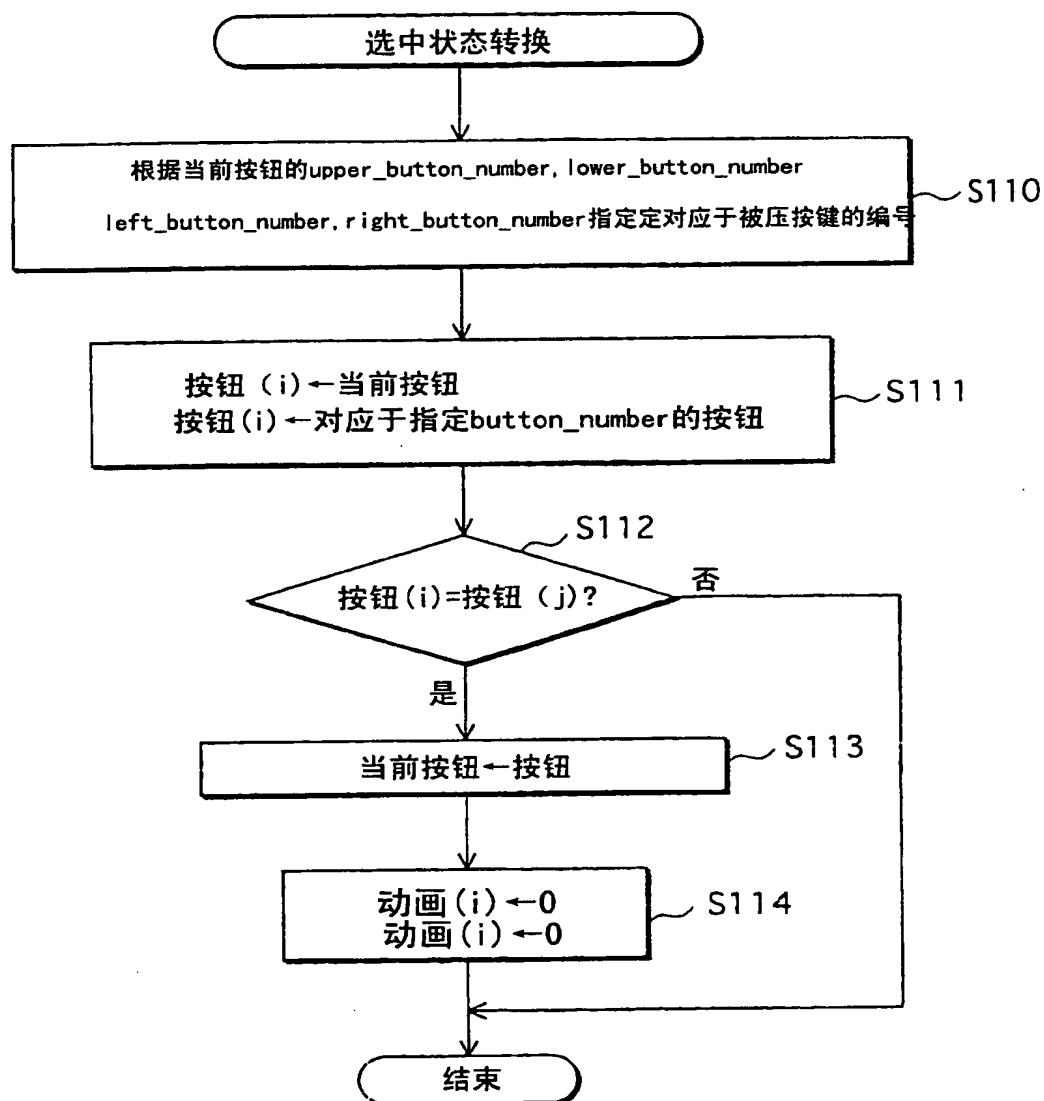 选中状态转换
根据当前按钮的upper_button_number,lower_button_number
left_button_number,right_button_number指定定对应于被压按键的编号
S110
按钮（i)←当前按钮
按钮(i)←对应于指定button_number的按钮
S111
S112
按钮(i)=按钮（j)?
否
是
当前按钮←按钮
S113
动画(i)←0
动画(i)←0
S114
结束